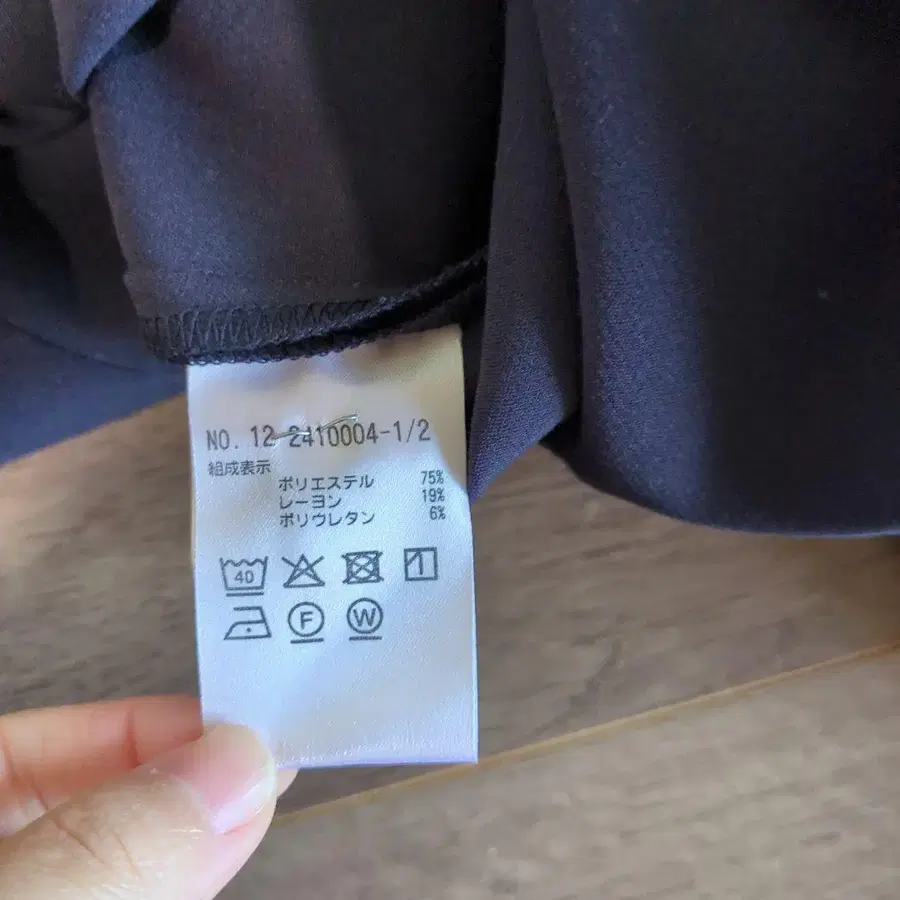 NO. 12-2410004-1/2
組成表示
ポリエステル 75%
レーヨン 19%
ポリウレタン 6%
40
F W